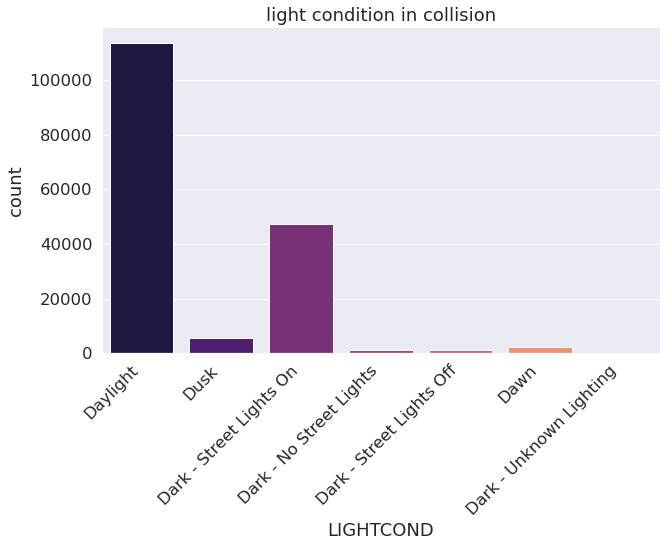 light condition in collision
count
100000
80000
60000
40000
20000
0
Daylight
Dusk
Dark - Street Lights On
Dark - No Street Lights
Dark - Street Lights Off
Dawn
Dark - Unknown Lighting
LIGHTCOND